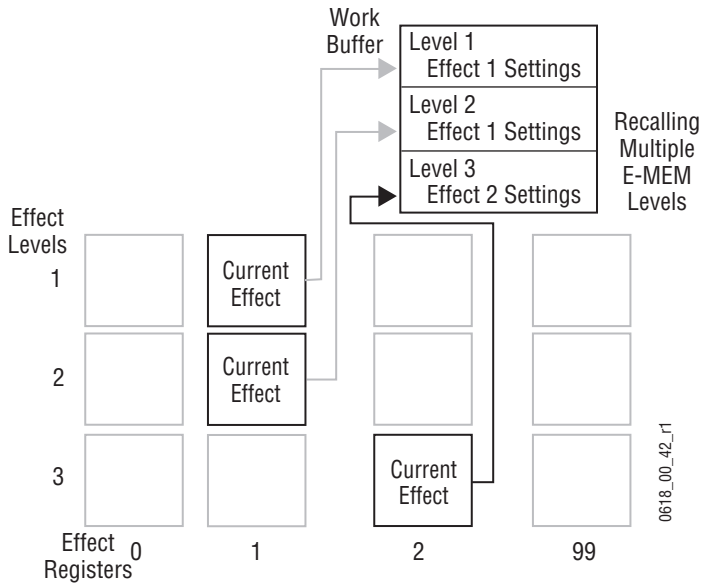 Work
Buffer
Level 1
Effect 1 Settings
Level 2
Effect 1 Settings
Level 3
Effect 2 Settings
Recalling
Multiple
E-MEM
Levels
Effect
Levels
1
Current
Effect
2
Current
Effect
3
Current
Effect
Effect
Registers
0
1
2
99
0618_00_42_r1